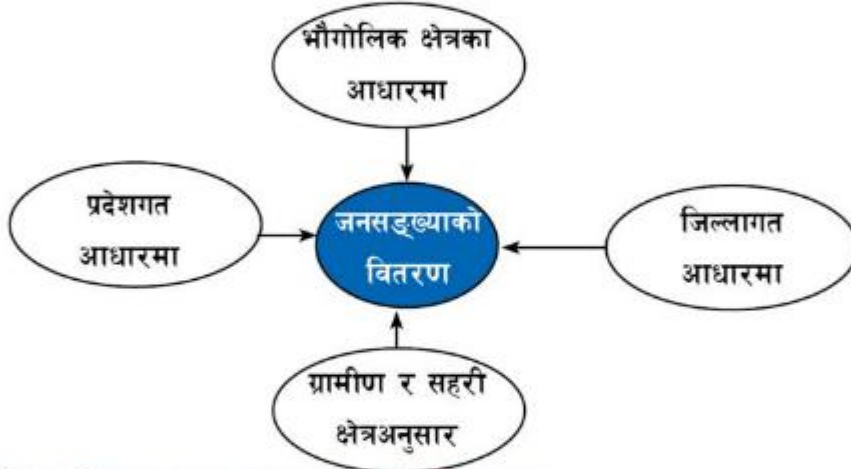 भौगोलिक क्षेत्रका
आधारमा
प्रदेशगत
आधारमा
जनसङ्ख्याको
वितरण
जिल्लागत
आधारमा
ग्रामीण र सहरी
क्षेत्रअनुसार